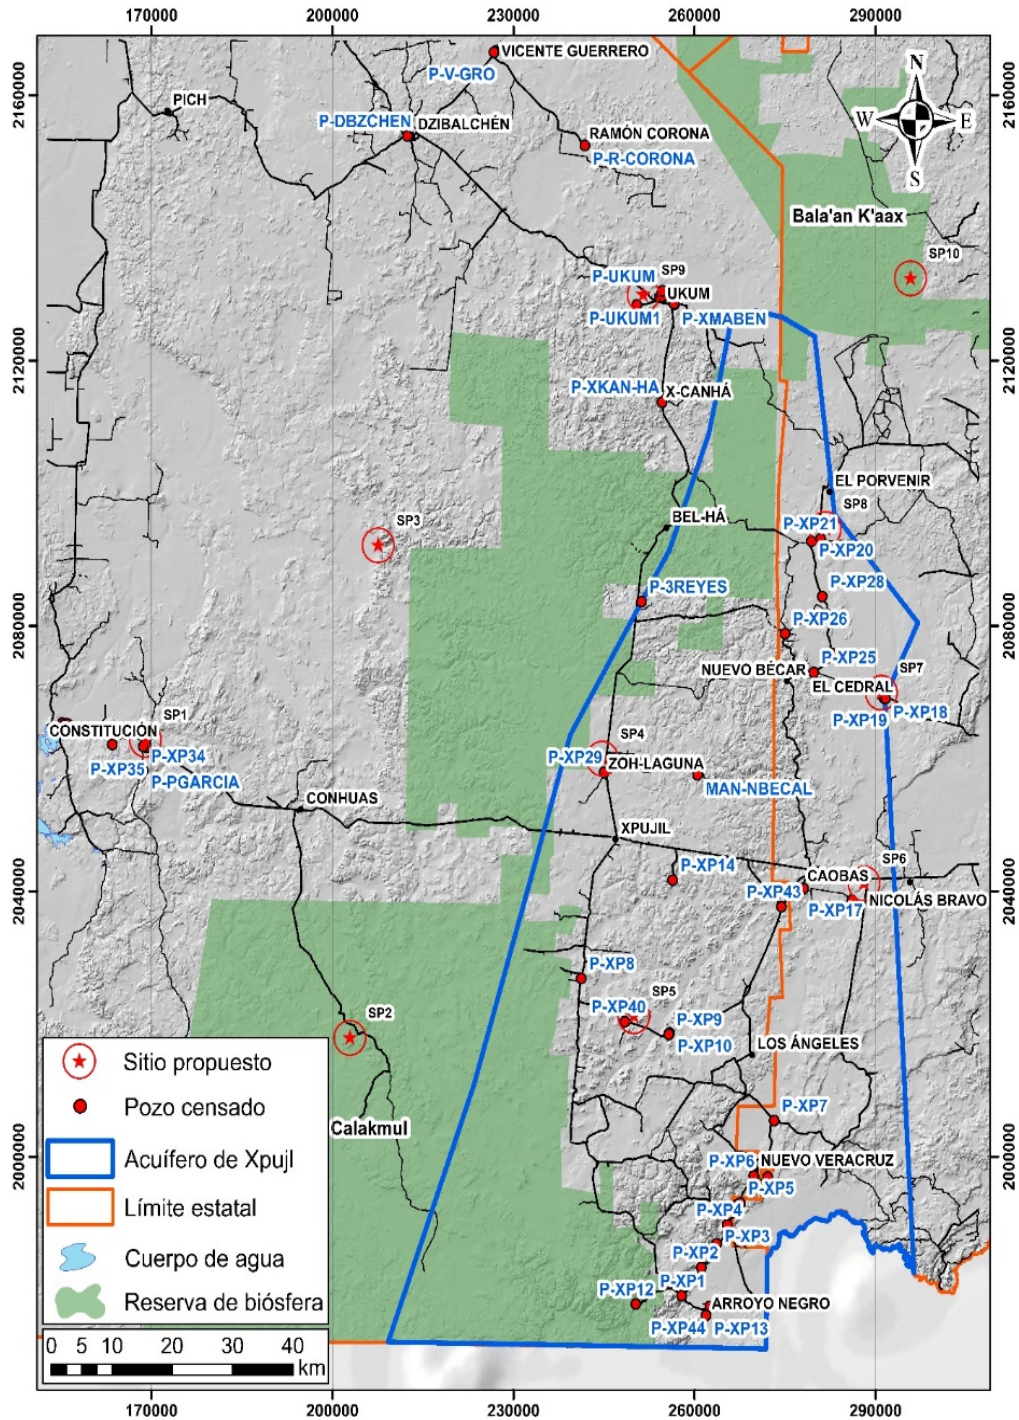 170000
200000
230000
260000
290000
2160000
2120000
2080000
2040000
2000000
2160000
2120000
2080000
2040000
2000000
N
W
E
S
VICENTE GUERRERO
P-V-GRO
PICH
P-DBZCHEN
DZIBALCHÉN
RAMÓN CORONA
P-R-CORONA
Bala'an K'aax
SP10
P-UKUM
SP9
UKUM
P-UKUM1
P-XMABEN
P-XKAN-HA
X-CANHÁ
EL PORVENIR
SP8
BEL-HÁ
P-XP21
P-XP20
SP3
P-XP28
P-3REYES
P-XP26
P-XP25
NUEVO BÉCAR
SP7
EL CEDRAL
P-XP19
P-XP18
SP1
CONSTITUCIÓN
P-XP34
P-XP35
P-PGARCIA
SP4
P-XP29
ZOH-LAGUNA
MAN-NBECAL
CONHUAS
XPUJIL
SP6
P-XP14
CAOBAS
P-XP43
P-XP17
NICOLÁS BRAVO
P-XP8
SP5
P-XP40
P-XP9
P-XP10
SP2
LOS ÁNGELES
P-XP7
Calakmul
P-XP6
NUEVO VERACRUZ
P-XP5
P-XP4
P-XP3
P-XP2
P-XP1
P-XP12
ARROYO NEGRO
P-XP44
P-XP13
Sitio propuesto
Pozo censado
Acuífero de Xpujl
Límite estatal
Cuerpo de agua
Reserva de biósfera
0 5 10 20 30 40
km
170000
200000
230000
260000
290000